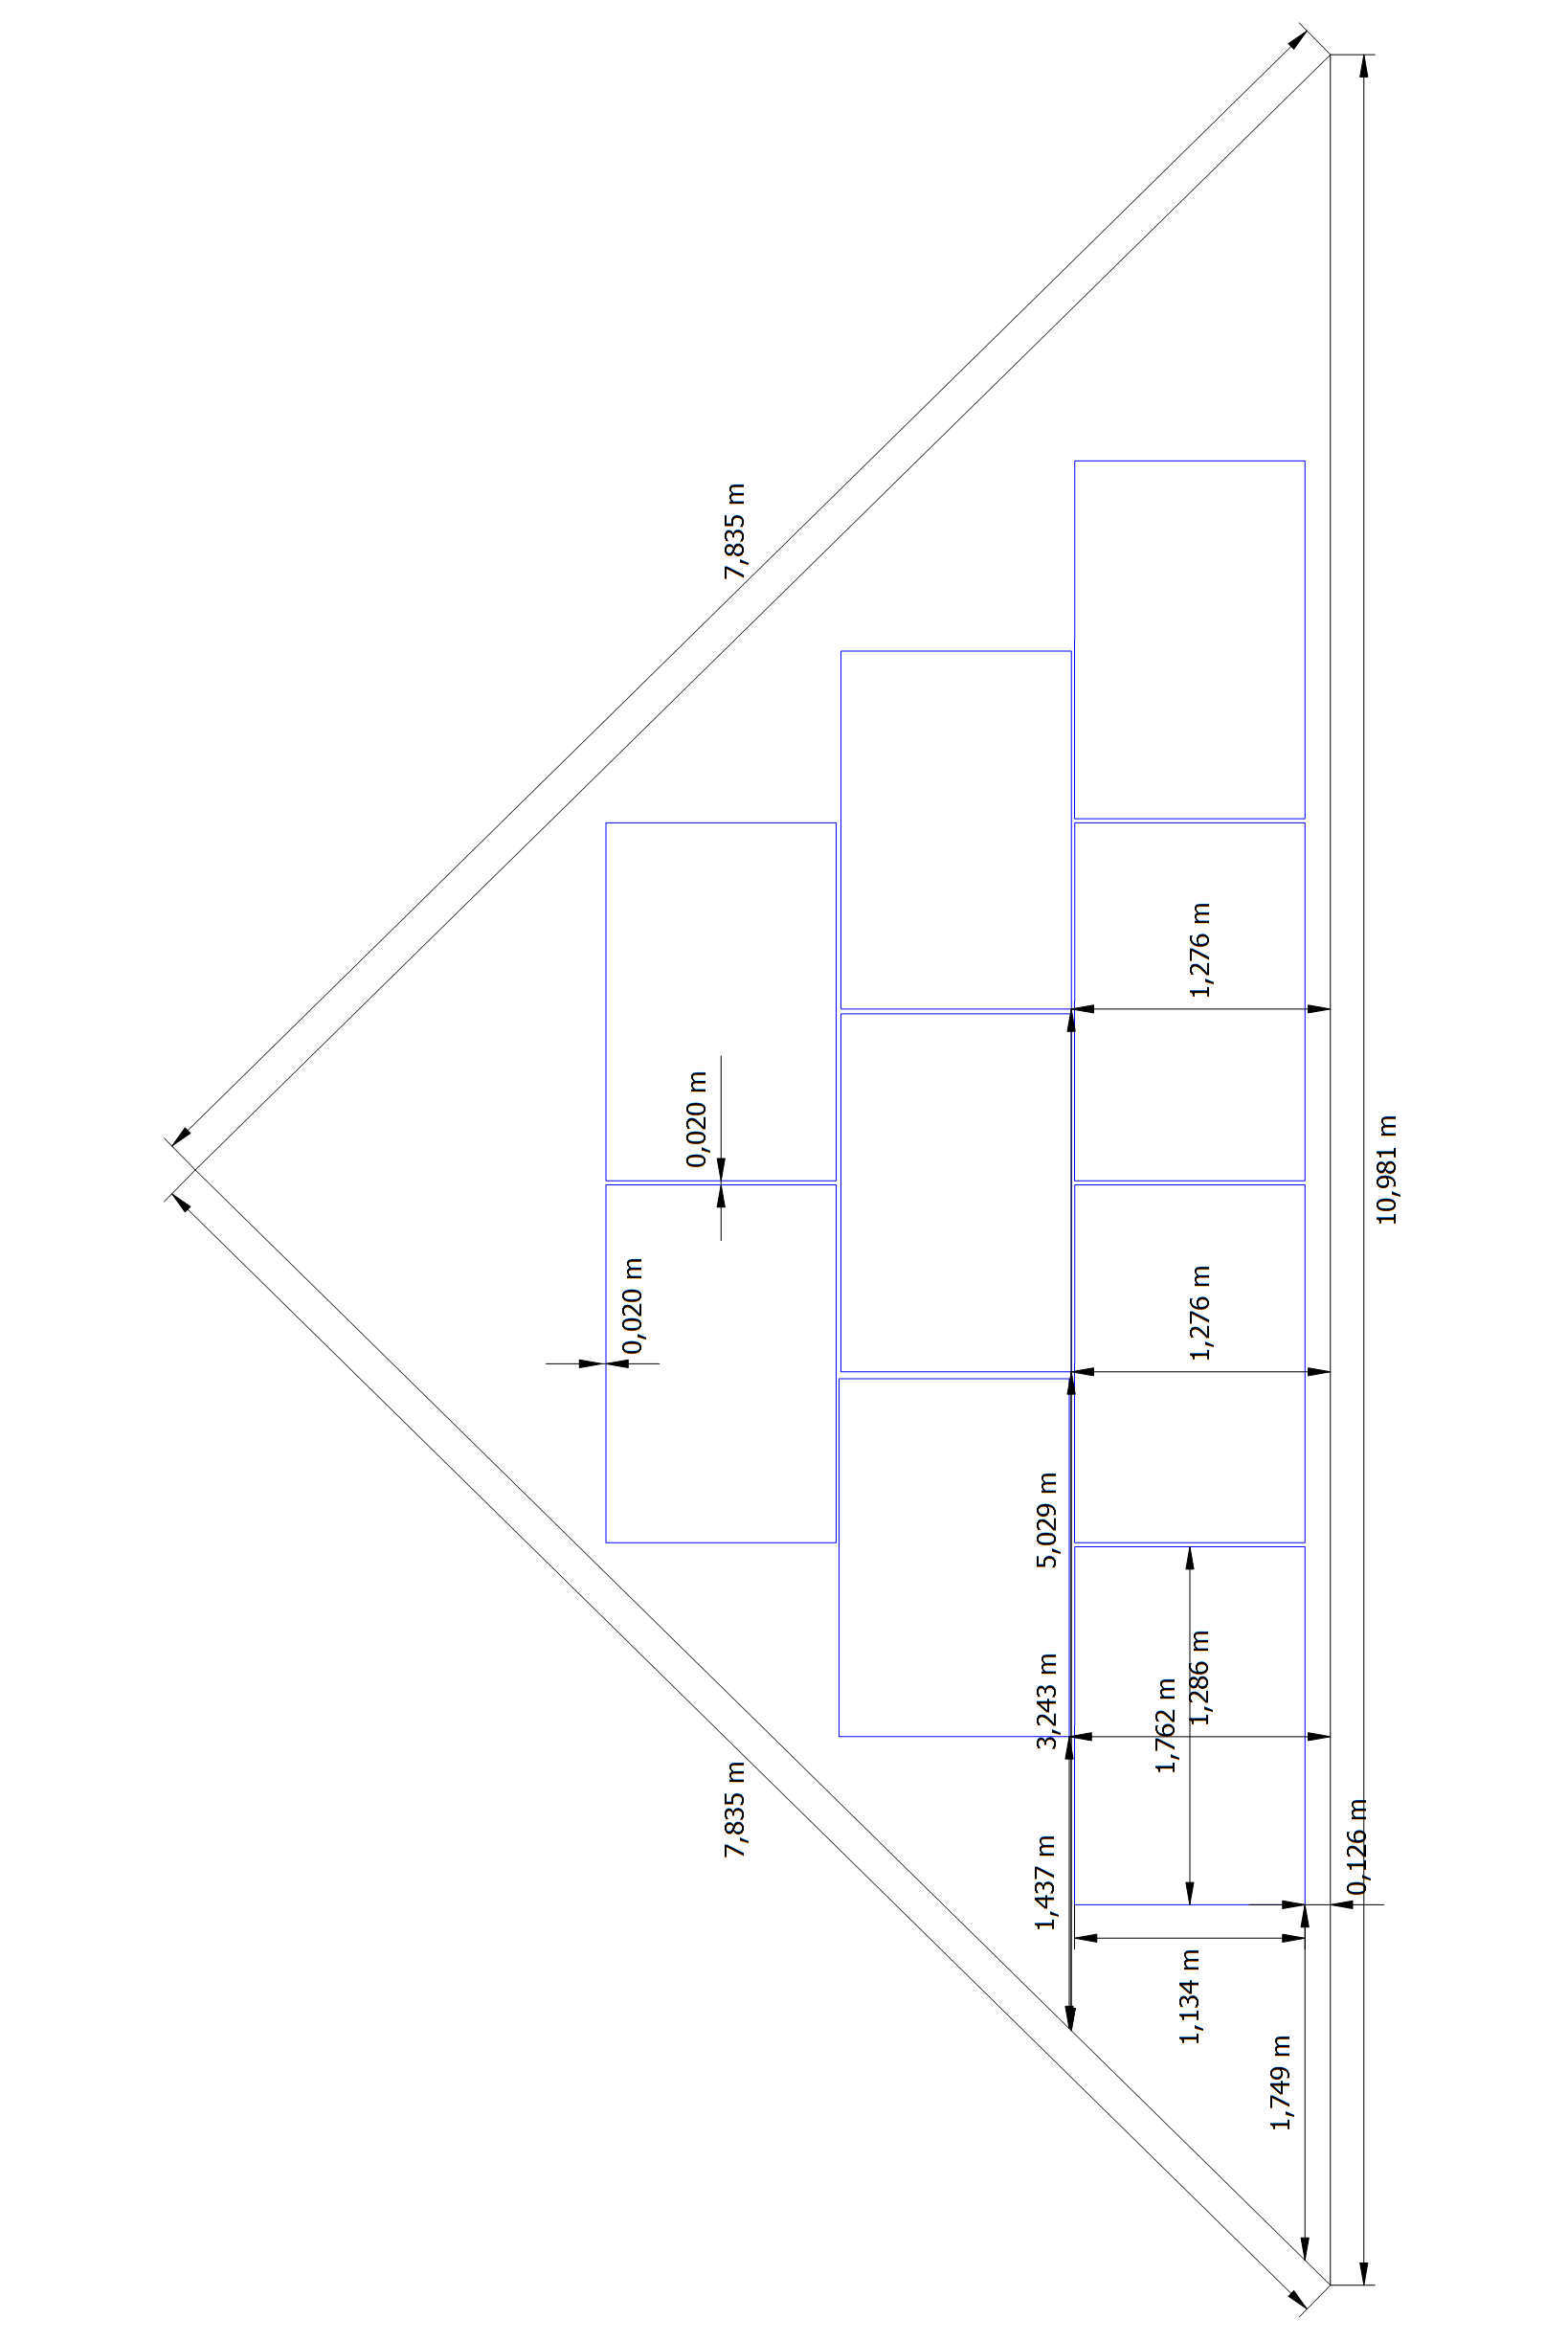 7,835 m
1,276 m
0,020 m
10,981 m
0,020 m
1,276 m
5,029 m
3,243 m
1,286 m
1,762 m
7,835 m
1,437 m
0,126 m
1,134 m
1,749 m